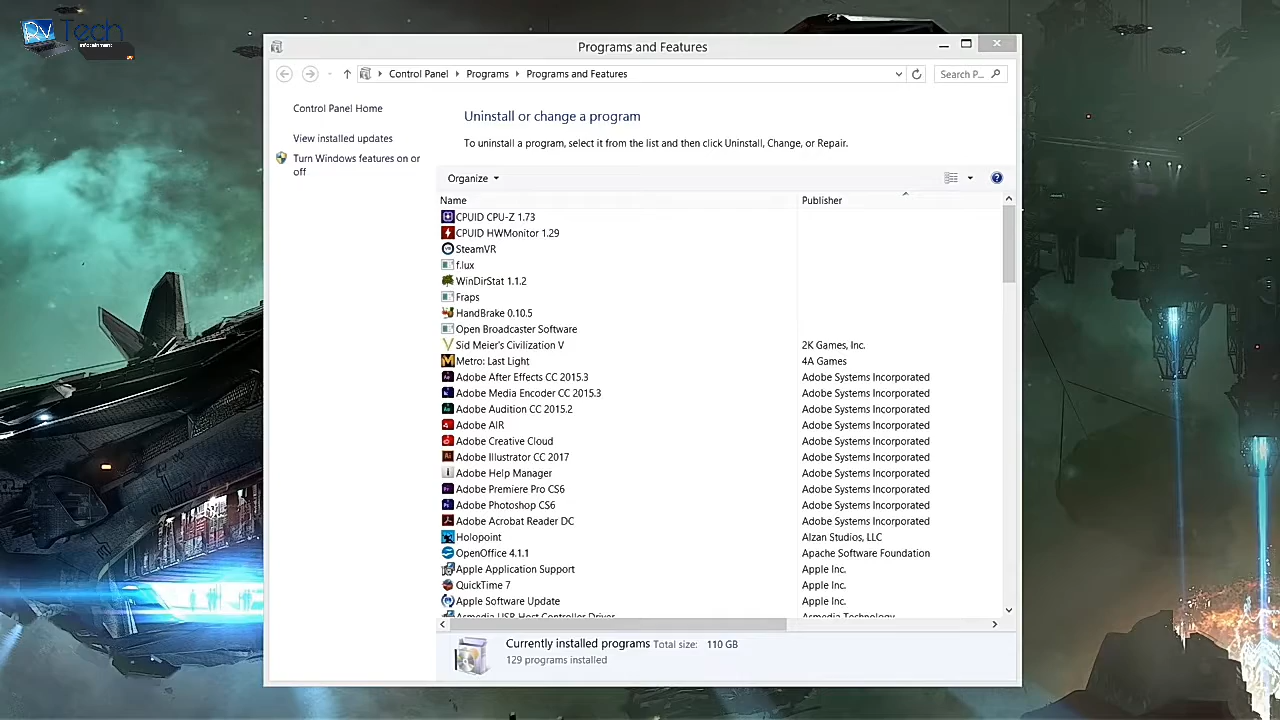 Tech
infotainment
Programs and Features
Control Panel
Programs
Programs and Features
Search P...
Control Panel Home
View installed updates
Turn Windows features on or
off
Uninstall or change a program
To uninstall a program, select it from the list and then click Uninstall, Change, or Repair.
Organize
Name
Publisher
CPUID CPU-Z 1.73
CPUID HWMonitor 1.29
SteamVR
f.lux
WinDirStat 1.1.2
Fraps
HandBrake 0.10.5
Open Broadcaster Software
Sid Meier's Civilization V 2K Games, Inc.
Metro: Last Light 4A Games
Adobe After Effects CC 2015.3 Adobe Systems Incorporated
Adobe Media Encoder CC 2015.3 Adobe Systems Incorporated
Adobe Audition CC 2015.2 Adobe Systems Incorporated
Adobe AIR Adobe Systems Incorporated
Adobe Creative Cloud Adobe Systems Incorporated
Adobe Illustrator CC 2017 Adobe Systems Incorporated
Adobe Help Manager Adobe Systems Incorporated
Adobe Premiere Pro CS6 Adobe Systems Incorporated
Adobe Photoshop CS6 Adobe Systems Incorporated
Adobe Acrobat Reader DC Adobe Systems Incorporated
Holopoint Alzan Studios, LLC
OpenOffice 4.1.1 Apache Software Foundation
Apple Application Support Apple Inc.
QuickTime 7 Apple Inc.
Apple Software Update Apple Inc.
Asmedia USB Host Controller Driver Asmedia Technology
Currently installed programs Total size: 110 GB
129 programs installed